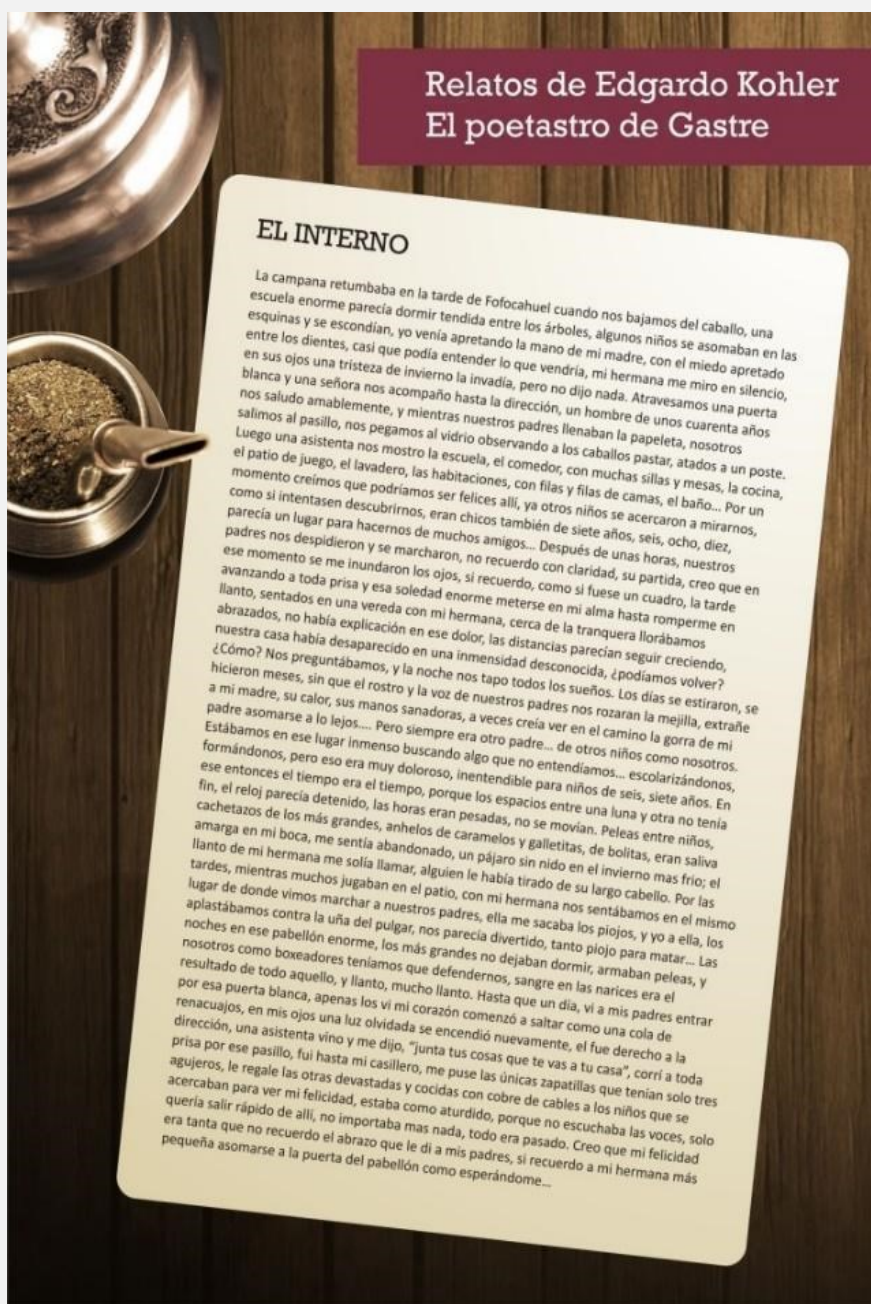 Relatos de Edgardo Kohler
El poetastro de Gastre
EL INTERNO
La campana retumbaba en la tarde de Fofocahuel cuando nos bajamos del caballo, una
escuela enorme parecía dormir tendida entre los árboles, algunos niños se asomaban en las
esquinas y se escondían, yo venía apretando la mano de mi madre, con el miedo apretado
entre los dientes, casi que podía entender lo que vendría, mi hermana me miro en silencio,
en sus ojos una tristeza de invierno la invadía, pero no dijo nada. Atravesamos una puerta
blanca y una señora nos acompaño hasta la dirección, un hombre de unos cuarenta años
nos saludo amablemente, y mientras nuestros padres llenaban la papeleta, nosotros
salimos al pasillo, nos pegamos al vidrio observando a los caballos pastar, atados a un poste.
Luego una asistenta nos mostro la escuela, el comedor, con muchas sillas y mesas, la cocina,
el patio de juego, el lavadero, las habitaciones, con filas y filas de camas, el baño... Por un
momento creímos que podríamos ser felices allí, ya otros niños se acercaron a mirarnos,
como si intentasen descubrirnos, eran chicos también de siete años, seis, ocho, diez,
parecía un lugar para hacernos de muchos amigos... Después de unas horas, nuestros
padres nos despidieron y se marcharon, no recuerdo con claridad, su partida, creo que en
ese momento se me inundaron los ojos, si recuerdo, como si fuese un cuadro, la tarde
avanzando a toda prisa y esa soledad enorme meterse en mi alma hasta romperme en
llanto, sentados en una vereda con mi hermana, cerca de la tranquera llorábamos
abrazados, no había explicación en ese dolor, las distancias parecían seguir creciendo,
nuestra casa había desaparecido en una inmensidad desconocida, ¿podíamos volver?
¿Cómo? Nos preguntábamos, y la noche nos tapo todos los sueños. Los días se estiraron, se
hicieron meses, sin que el rostro y la voz de nuestros padres nos rozaran la mejilla, extrañe
a mi madre, su calor, sus manos sanadoras, a veces creía ver en el camino la gorra de mi
padre asomarse a lo lejos.... Pero siempre era otro padre... de otros niños como nosotros.
Estábamos en ese lugar inmenso buscando algo que no entendíamos... escolarizándonos,
formándonos, pero eso era muy doloroso, inentendible para niños de seis, siete años. En
ese entonces el tiempo era el tiempo, porque los espacios entre una luna y otra no tenía
fin, el reloj parecía detenido, las horas eran pesadas, no se movían. Peleas entre niños,
cachetazos de los más grandes, anhelos de caramelos y galletitas, de bolitas, eran saliva
amarga en mi boca, me sentía abandonado, un pájaro sin nido en el invierno mas frio; el
llanto de mi hermana me solía llamar, alguien le había tirado de su largo cabello. Por las
tardes, mientras muchos jugaban en el patio, con mi hermana nos sentábamos en el mismo
lugar de donde vimos marchar a nuestros padres, ella me sacaba los piojos, y yo a ella, los
aplastábamos contra la uña del pulgar, nos parecía divertido, tanto piojo para matar... Las
noches en ese pabellón enorme, los más grandes no dejaban dormir, armaban peleas, y
nosotros como boxeadores teníamos que defendernos, sangre en las narices era el
resultado de todo aquello, y llanto, mucho llanto. Hasta que un día, vi a mis padres entrar
por esa puerta blanca, apenas los vi mi corazón comenzó a saltar como una cola de
renacuajos, en mis ojos una luz olvidada se encendió nuevamente, el fue derecho a la
dirección, una asistenta vino y me dijo, "junta tus cosas que te vas a tu casa", corrí a toda
prisa por ese pasillo, fui hasta mi casillero, me puse las únicas zapatillas que tenían solo tres
agujeros, le regale las otras devastadas y cocidas con cobre de cables a los niños que se
acercaban para ver mi felicidad, estaba como aturdido, porque no escuchaba las voces, solo
quería salir rápido de allí, no importaba mas nada, todo era pasado. Creo que mi felicidad
era tanta que no recuerdo el abrazo que le di a mis padres, si recuerdo a mi hermana más
pequeña asomarse a la puerta del pabellón como esperándome...